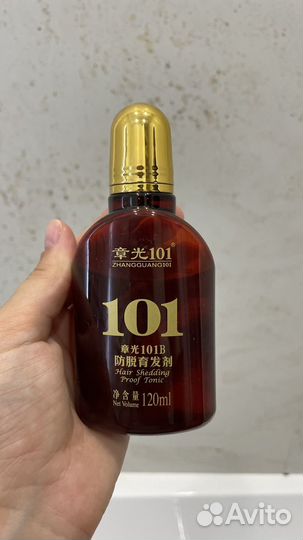 章光101®
ZHANGGUANG101
101
章光101B
防脱育发剂
Hair Shedding
Proof Tonic
净含量 120ml
Net Volume
Avito